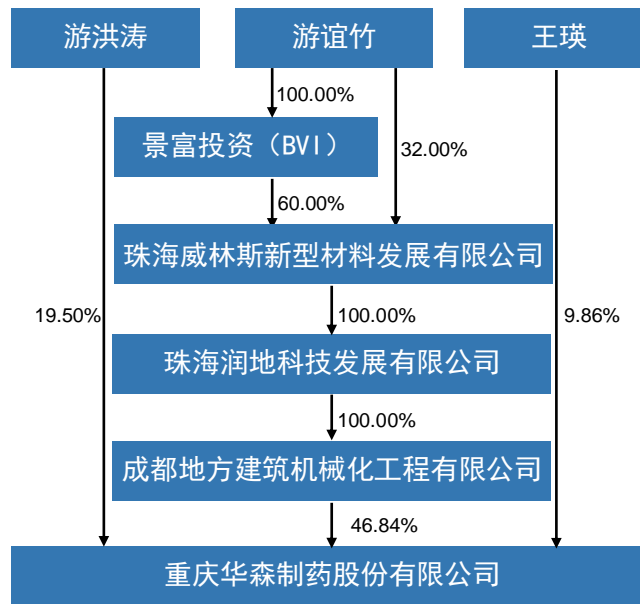 游洪涛
游谊竹
王瑛
100.00%
景富投资（BVI）
32.00%
60.00%
珠海威林斯新型材料发展有限公司
19.50%
100.00%
9.86%
珠海润地科技发展有限公司
100.00%
成都地方建筑机械化工程有限公司
46.84%
重庆华森制药股份有限公司